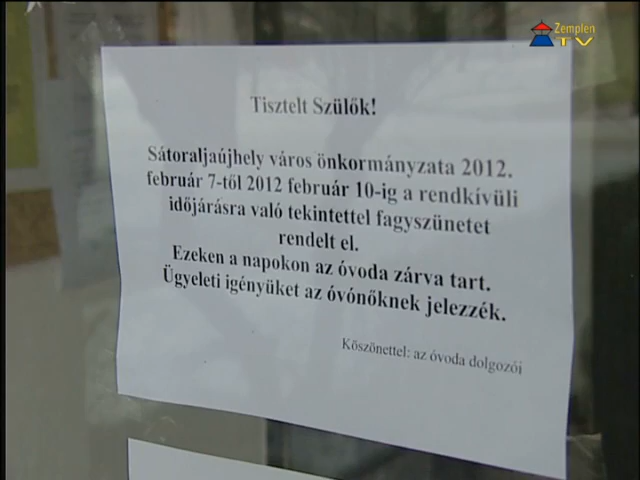 Zemplén
TV
Tisztelt Szülők!
Sátoraljaújhely város önkormányzata 2012.
február 7-től 2012 február 10-ig a rendkívüli
időjárásra való tekintettel fagyszünetet
rendelt el.
Ezeken a napokon az óvoda zárva tart.
Ügyeleti igényüket az óvónőknek jelezzék.
Köszönettel: az óvoda dolgozói